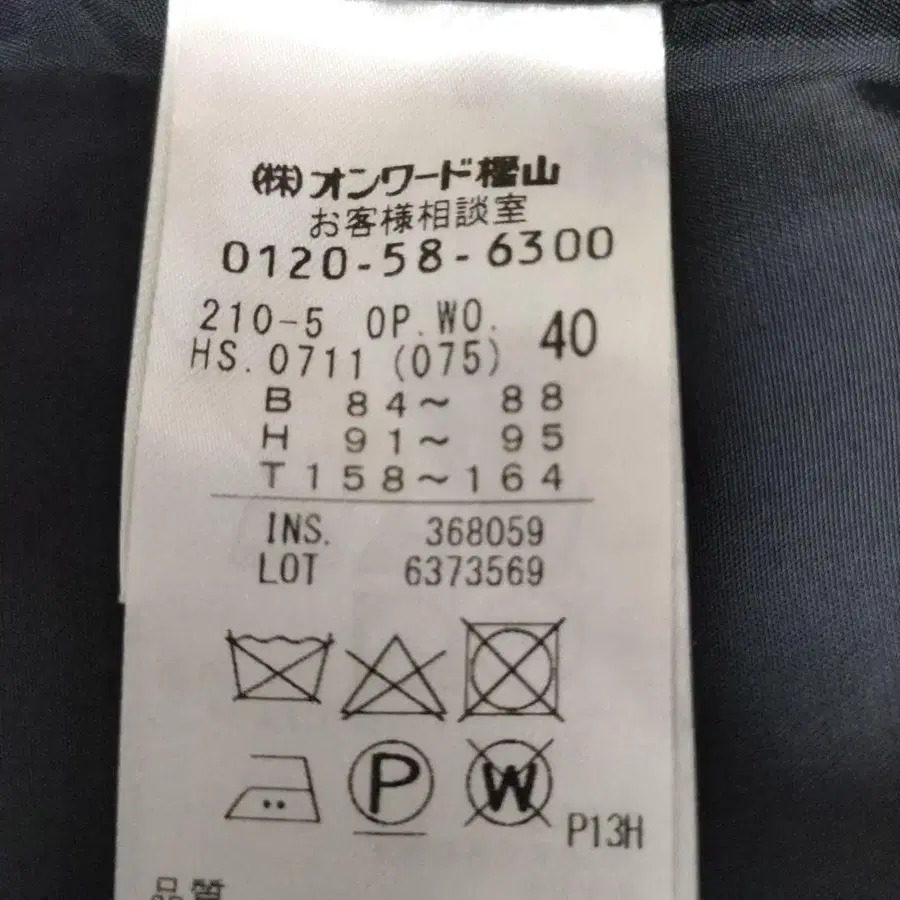 (株)オンワード樫山
お客様相談室
0120-58-6300
210-5 OP.WO. 40
HS.0711 (075)
B 84~ 88
H 91~ 95
T158~164
INS. 368059
LOT 6373569
P
W
P13H
品質